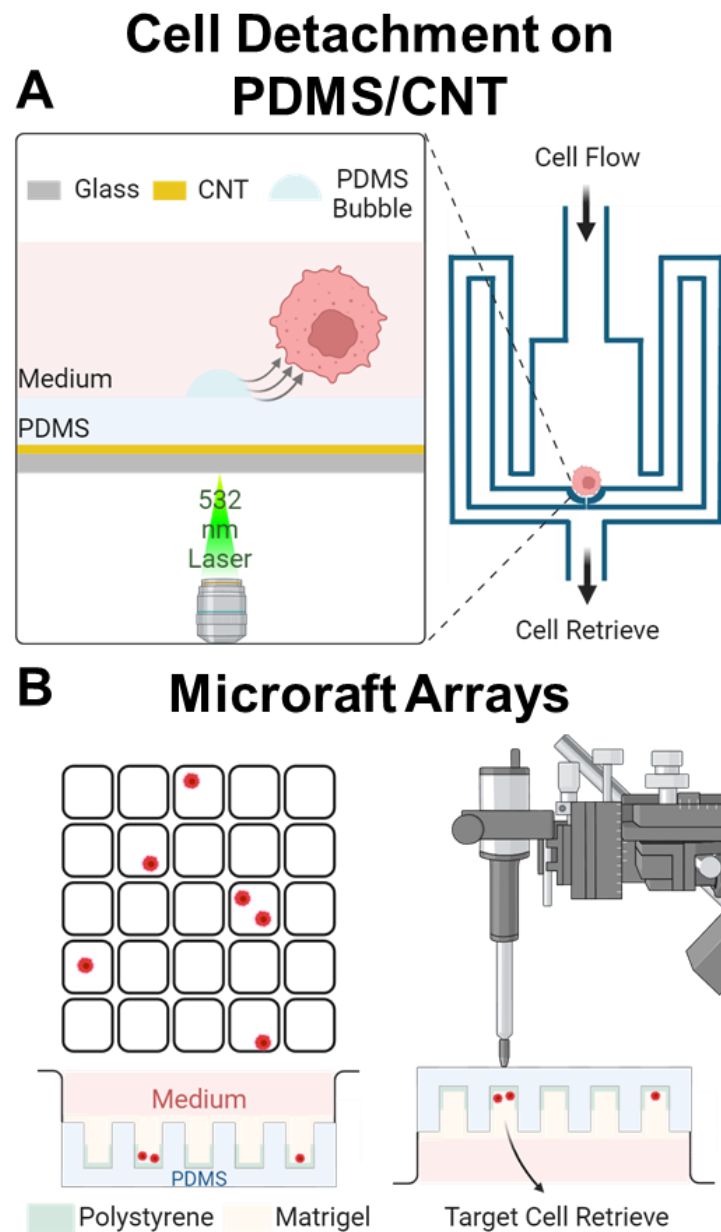 Cell Detachment on
PDMS/CNT
A
Glass
CNT
PDMS
Bubble
Cell Flow
Medium
PDMS
532
nm
Laser
Cell Retrieve
B
Microraft Arrays
Medium
PDMS
Polystyrene
Matrigel
Target Cell Retrieve